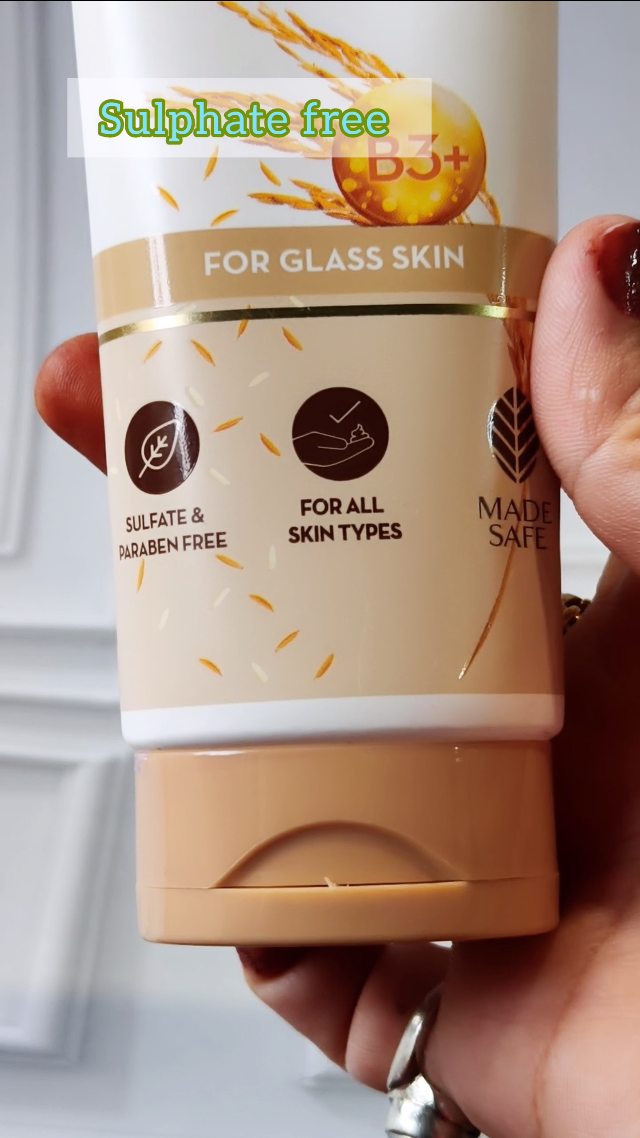 Sulphate free
B3+
FOR GLASS SKIN
SULFATE &
PARABEN FREE
FOR ALL
SKIN TYPES
MADE
SAFE